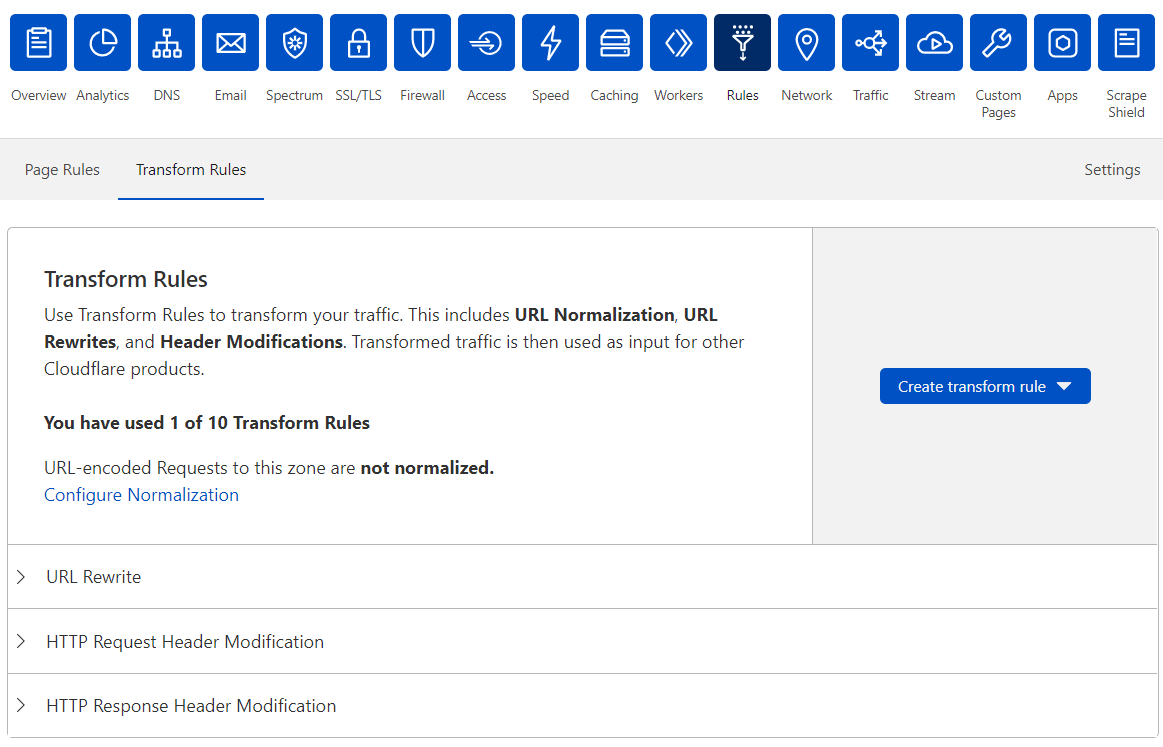 Overview Analytics DNS Email Spectrum SSL/TLS Firewall Access Speed Caching Workers Rules Network Traffic Stream Custom Pages Apps Scrape Shield
Page Rules Transform Rules Settings
Transform Rules
Use Transform Rules to transform your traffic. This includes URL Normalization, URL
Rewrites, and Header Modifications. Transformed traffic is then used as input for other
Cloudflare products.
You have used 1 of 10 Transform Rules
URL-encoded Requests to this zone are not normalized.
Configure Normalization
Create transform rule
URL Rewrite
HTTP Request Header Modification
HTTP Response Header Modification